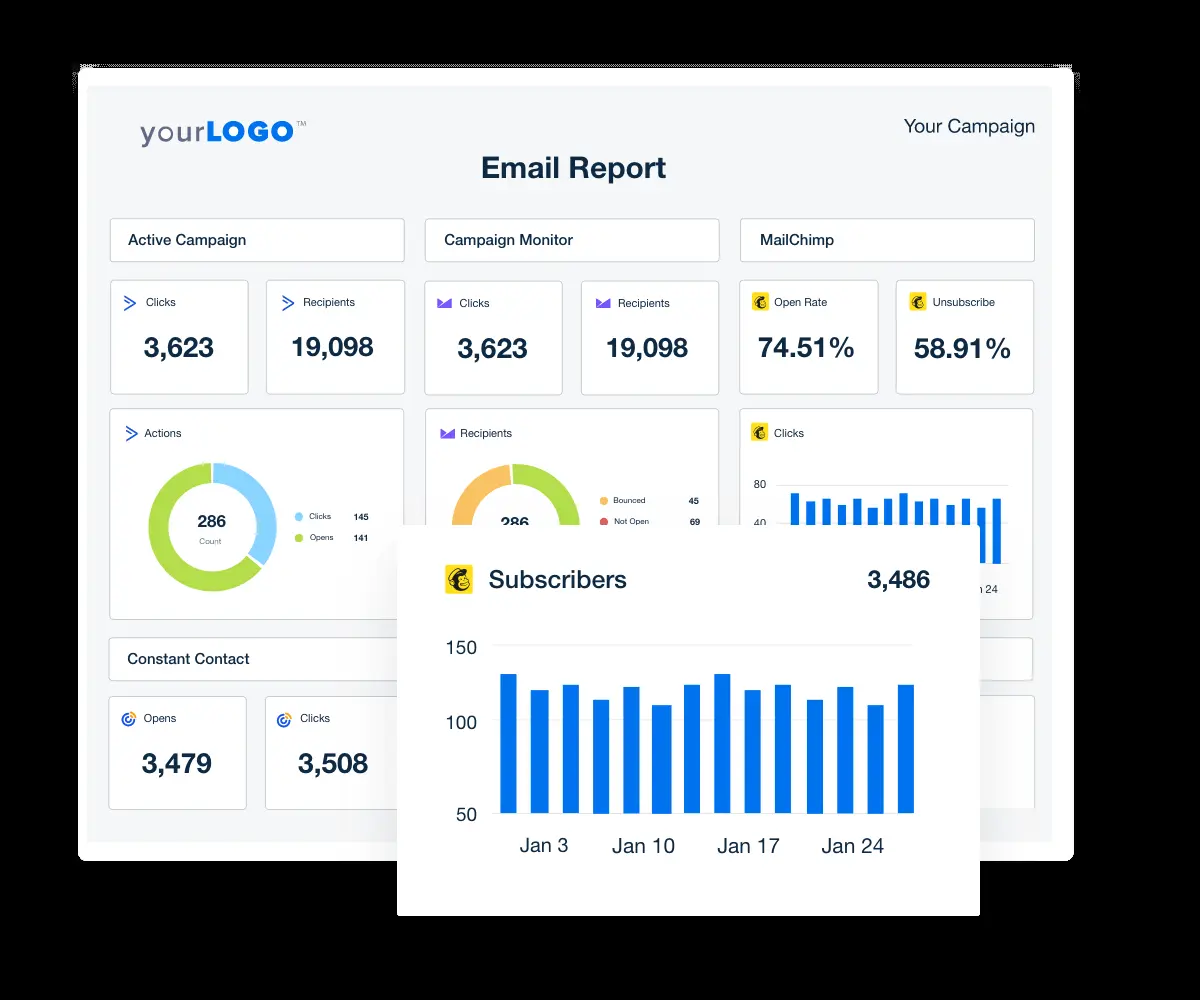 yourLOGO™
Your Campaign
Email Report
Active Campaign
Campaign Monitor
MailChimp
Clicks
3,623
Recipients
19,098
Clicks
3,623
Recipients
19,098
Open Rate
74.51%
Unsubscribe
58.91%
Actions
286
Count
Clicks 145
Opens 141
Recipients
286
Bounced 45
Not Open 69
Clicks
80
40
24
Constant Contact
Opens
3,479
Clicks
3,508
Subscribers 3,486
150
100
50
Jan 3 Jan 10 Jan 17 Jan 24